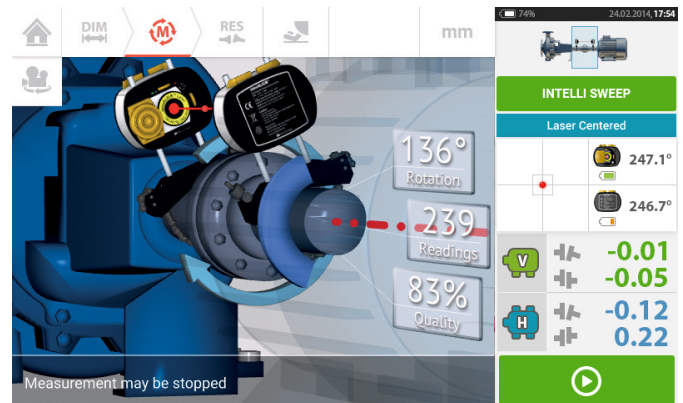 DIM
M
RES
mm
74%
24.02.2014, 17:54
INTELLI SWEEP
Laser Centered
247.1°
246.7°
136°
Rotation
239
Readings
83%
Quality
V
-0.01
-0.05
H
-0.12
0.22
Measurement may be stopped